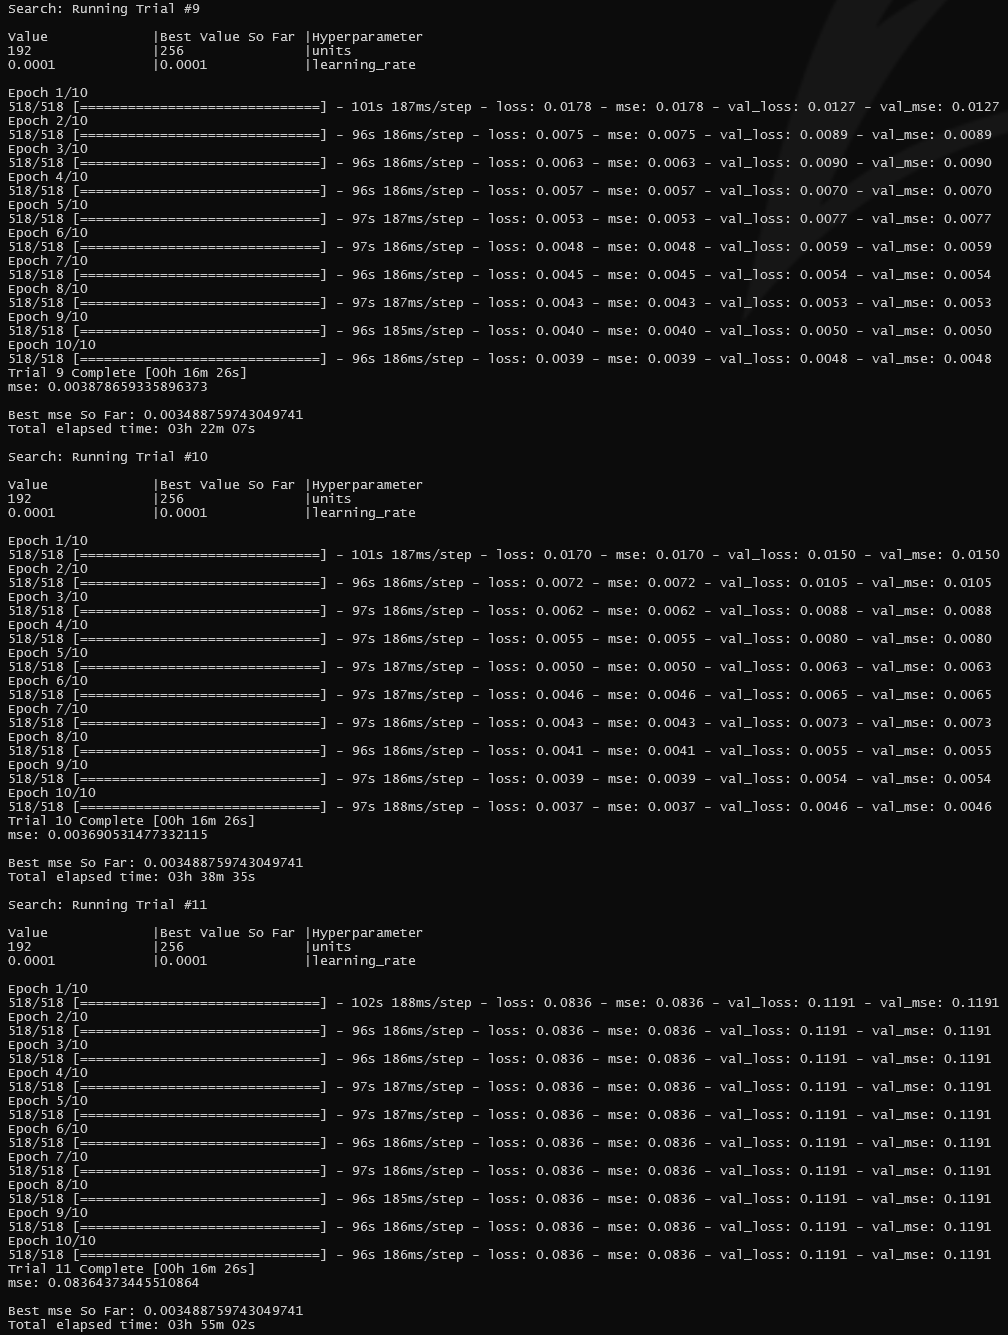 Search: Running Trial #9
Value |Best Value So Far |Hyperparameter
192 |256 |units
0.0001 |0.0001 |learning_rate
Epoch 1/10
518/518 [==============================] - 101s 187ms/step - loss: 0.0178 - mse: 0.0178 - val_loss: 0.0127 - val_mse: 0.0127
Epoch 2/10
518/518 [==============================] - 96s 186ms/step - loss: 0.0075 - mse: 0.0075 - val_loss: 0.0089 - val_mse: 0.0089
Epoch 3/10
518/518 [==============================] - 96s 186ms/step - loss: 0.0063 - mse: 0.0063 - val_loss: 0.0090 - val_mse: 0.0090
Epoch 4/10
518/518 [==============================] - 96s 186ms/step - loss: 0.0057 - mse: 0.0057 - val_loss: 0.0070 - val_mse: 0.0070
Epoch 5/10
518/518 [==============================] - 97s 187ms/step - loss: 0.0053 - mse: 0.0053 - val_loss: 0.0077 - val_mse: 0.0077
Epoch 6/10
518/518 [==============================] - 97s 186ms/step - loss: 0.0048 - mse: 0.0048 - val_loss: 0.0059 - val_mse: 0.0059
Epoch 7/10
518/518 [==============================] - 96s 186ms/step - loss: 0.0045 - mse: 0.0045 - val_loss: 0.0054 - val_mse: 0.0054
Epoch 8/10
518/518 [==============================] - 97s 187ms/step - loss: 0.0043 - mse: 0.0043 - val_loss: 0.0053 - val_mse: 0.0053
Epoch 9/10
518/518 [==============================] - 96s 185ms/step - loss: 0.0040 - mse: 0.0040 - val_loss: 0.0050 - val_mse: 0.0050
Epoch 10/10
518/518 [==============================] - 96s 186ms/step - loss: 0.0039 - mse: 0.0039 - val_loss: 0.0048 - val_mse: 0.0048
Trial 9 Complete [00h 16m 26s]
mse: 0.003878659335896373
Best mse So Far: 0.003488759743049741
Total elapsed time: 03h 22m 07s
Search: Running Trial #10
Value |Best Value So Far |Hyperparameter
192 |256 |units
0.0001 |0.0001 |learning_rate
Epoch 1/10
518/518 [==============================] - 101s 187ms/step - loss: 0.0170 - mse: 0.0170 - val_loss: 0.0150 - val_mse: 0.0150
Epoch 2/10
518/518 [==============================] - 96s 186ms/step - loss: 0.0072 - mse: 0.0072 - val_loss: 0.0105 - val_mse: 0.0105
Epoch 3/10
518/518 [==============================] - 97s 186ms/step - loss: 0.0062 - mse: 0.0062 - val_loss: 0.0088 - val_mse: 0.0088
Epoch 4/10
518/518 [==============================] - 97s 186ms/step - loss: 0.0055 - mse: 0.0055 - val_loss: 0.0080 - val_mse: 0.0080
Epoch 5/10
518/518 [==============================] - 97s 187ms/step - loss: 0.0050 - mse: 0.0050 - val_loss: 0.0063 - val_mse: 0.0063
Epoch 6/10
518/518 [==============================] - 97s 187ms/step - loss: 0.0046 - mse: 0.0046 - val_loss: 0.0065 - val_mse: 0.0065
Epoch 7/10
518/518 [==============================] - 97s 186ms/step - loss: 0.0043 - mse: 0.0043 - val_loss: 0.0073 - val_mse: 0.0073
Epoch 8/10
518/518 [==============================] - 96s 186ms/step - loss: 0.0041 - mse: 0.0041 - val_loss: 0.0055 - val_mse: 0.0055
Epoch 9/10
518/518 [==============================] - 97s 186ms/step - loss: 0.0039 - mse: 0.0039 - val_loss: 0.0054 - val_mse: 0.0054
Epoch 10/10
518/518 [==============================] - 97s 188ms/step - loss: 0.0037 - mse: 0.0037 - val_loss: 0.0046 - val_mse: 0.0046
Trial 10 Complete [00h 16m 26s]
mse: 0.003690531477332115
Best mse So Far: 0.003488759743049741
Total elapsed time: 03h 38m 35s
Search: Running Trial #11
Value |Best Value So Far |Hyperparameter
192 |256 |units
0.0001 |0.0001 |learning_rate
Epoch 1/10
518/518 [==============================] - 102s 188ms/step - loss: 0.0836 - mse: 0.0836 - val_loss: 0.1191 - val_mse: 0.1191
Epoch 2/10
518/518 [==============================] - 96s 186ms/step - loss: 0.0836 - mse: 0.0836 - val_loss: 0.1191 - val_mse: 0.1191
Epoch 3/10
518/518 [==============================] - 96s 186ms/step - loss: 0.0836 - mse: 0.0836 - val_loss: 0.1191 - val_mse: 0.1191
Epoch 4/10
518/518 [==============================] - 97s 187ms/step - loss: 0.0836 - mse: 0.0836 - val_loss: 0.1191 - val_mse: 0.1191
Epoch 5/10
518/518 [==============================] - 97s 187ms/step - loss: 0.0836 - mse: 0.0836 - val_loss: 0.1191 - val_mse: 0.1191
Epoch 6/10
518/518 [==============================] - 96s 186ms/step - loss: 0.0836 - mse: 0.0836 - val_loss: 0.1191 - val_mse: 0.1191
Epoch 7/10
518/518 [==============================] - 97s 186ms/step - loss: 0.0836 - mse: 0.0836 - val_loss: 0.1191 - val_mse: 0.1191
Epoch 8/10
518/518 [==============================] - 96s 185ms/step - loss: 0.0836 - mse: 0.0836 - val_loss: 0.1191 - val_mse: 0.1191
Epoch 9/10
518/518 [==============================] - 96s 186ms/step - loss: 0.0836 - mse: 0.0836 - val_loss: 0.1191 - val_mse: 0.1191
Epoch 10/10
518/518 [==============================] - 96s 186ms/step - loss: 0.0836 - mse: 0.0836 - val_loss: 0.1191 - val_mse: 0.1191
Trial 11 Complete [00h 16m 26s]
mse: 0.08364373445510864
Best mse So Far: 0.003488759743049741
Total elapsed time: 03h 55m 02s